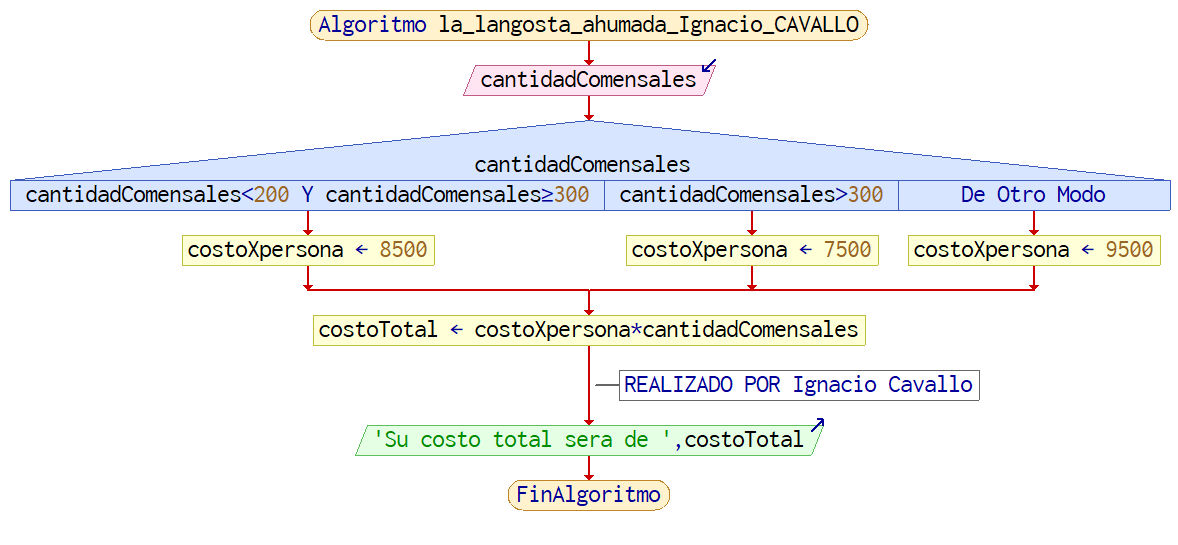 Algoritmo la_langosta_ahumada_Ignacio_CAVALLO
cantidadComensales
cantidadComensales
cantidadComensales<200 Y cantidadComensales≥300
cantidadComensales>300
De Otro Modo
costoXpersona ← 8500
costoXpersona ← 7500
costoXpersona ← 9500
costoTotal ← costoXpersona*cantidadComensales
REALIZADO POR Ignacio Cavallo
'Su costo total sera de ',costoTotal
FinAlgoritmo